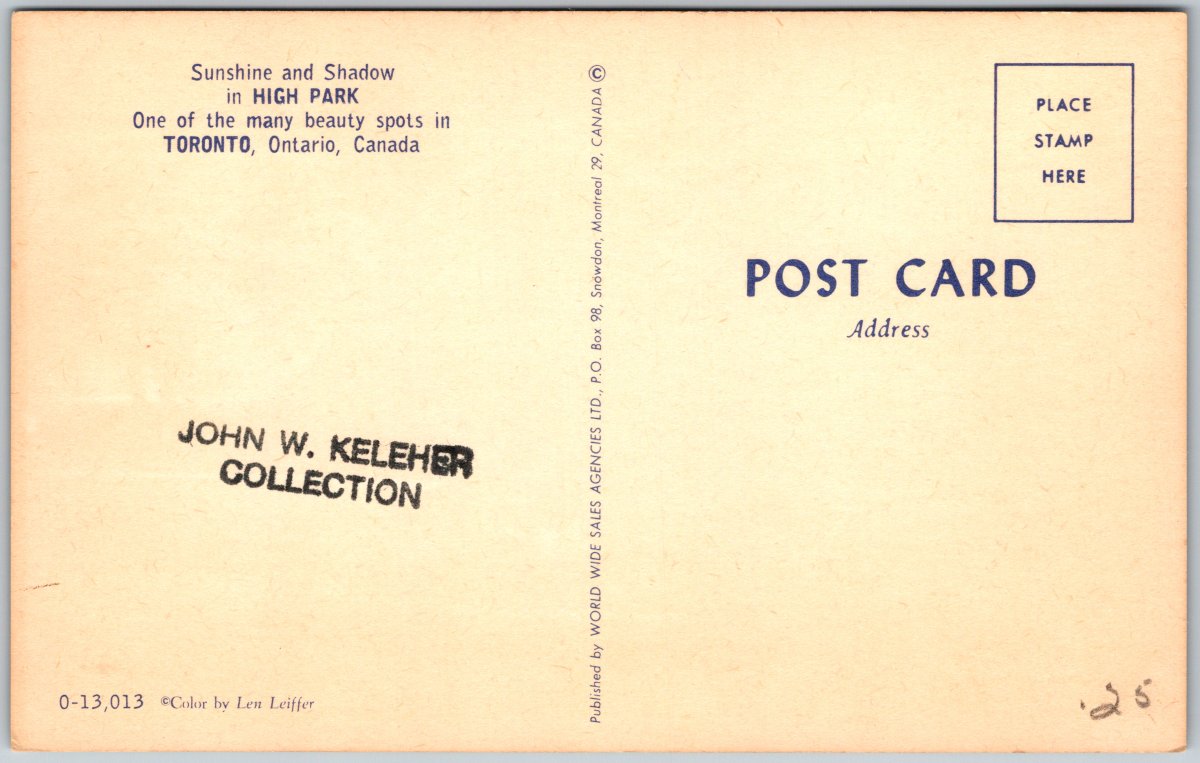 Sunshine and Shadow
in HIGH PARK
One of the many beauty spots in
TORONTO, Ontario, Canada
JOHN W. KELEHER
COLLECTION
0-13,013 ©Color by Len Leiffer
Published by WORLD WIDE SALES AGENCIES LTD., P.O. Box 98, Snowdon, Montreal 29, CANADA ©
PLACE
STAMP
HERE
POST CARD
Address
.25